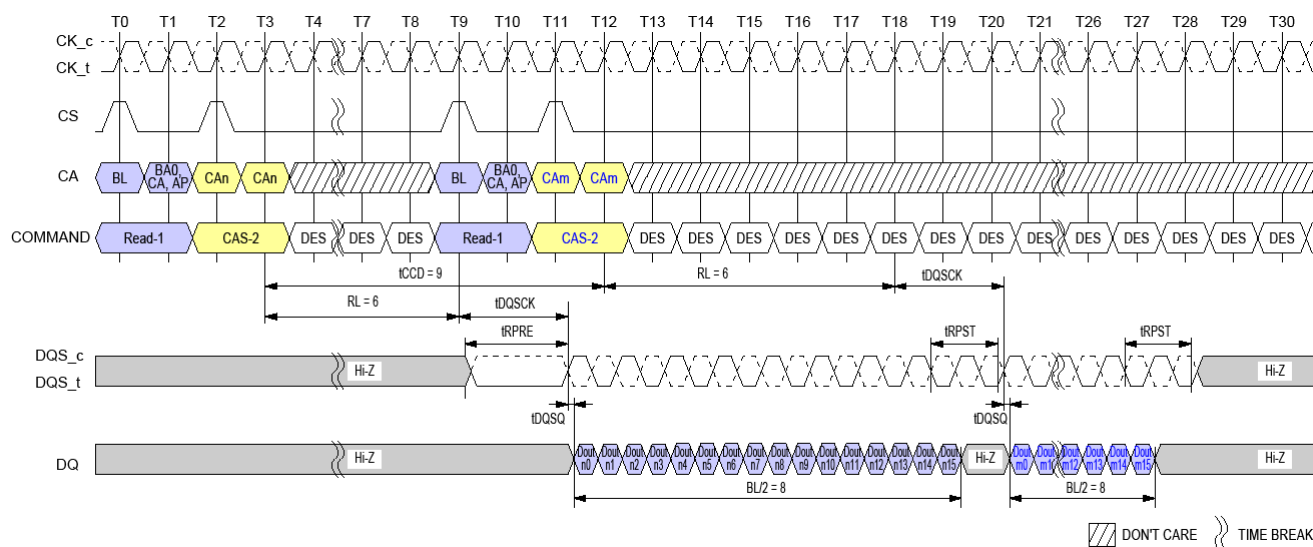 T0 T1 T2 T3 T4 T7 T8 T9 T10 T11 T12 T13 T14 T15 T16 T17 T18 T19 T20 T21 T26 T27 T28 T29 T30
CK_c
CK_t
CS
CA BL BA0, CA, AP CAn CAn BL BA0, CA, AP CAm CAm
COMMAND Read-1 CAS-2 DES DES DES Read-1 CAS-2 DES DES DES DES DES DES DES DES DES DES DES DES DES DES
tCCD = 9 RL = 6 tDQSCK
RL = 6 tDQSCK
tRPRE tRPST tRPST
DQS_c
DQS_t
Hi-Z Hi-Z
tDQSQ tDQSQ
DQ Hi-Z Dout n0 Dout n1 Dout n2 Dout n3 Dout n4 Dout n5 Dout n6 Dout n7 Dout n8 Dout n9 Dout n10 Dout n11 Dout n12 Dout n13 Dout n14 Dout n15 Hi-Z Dout m0 Dout m1 Dout m12 Dout m13 Dout m14 Dout m15 Hi-Z
BL/2 = 8 BL/2 = 8
DON'T CARE TIME BREAK